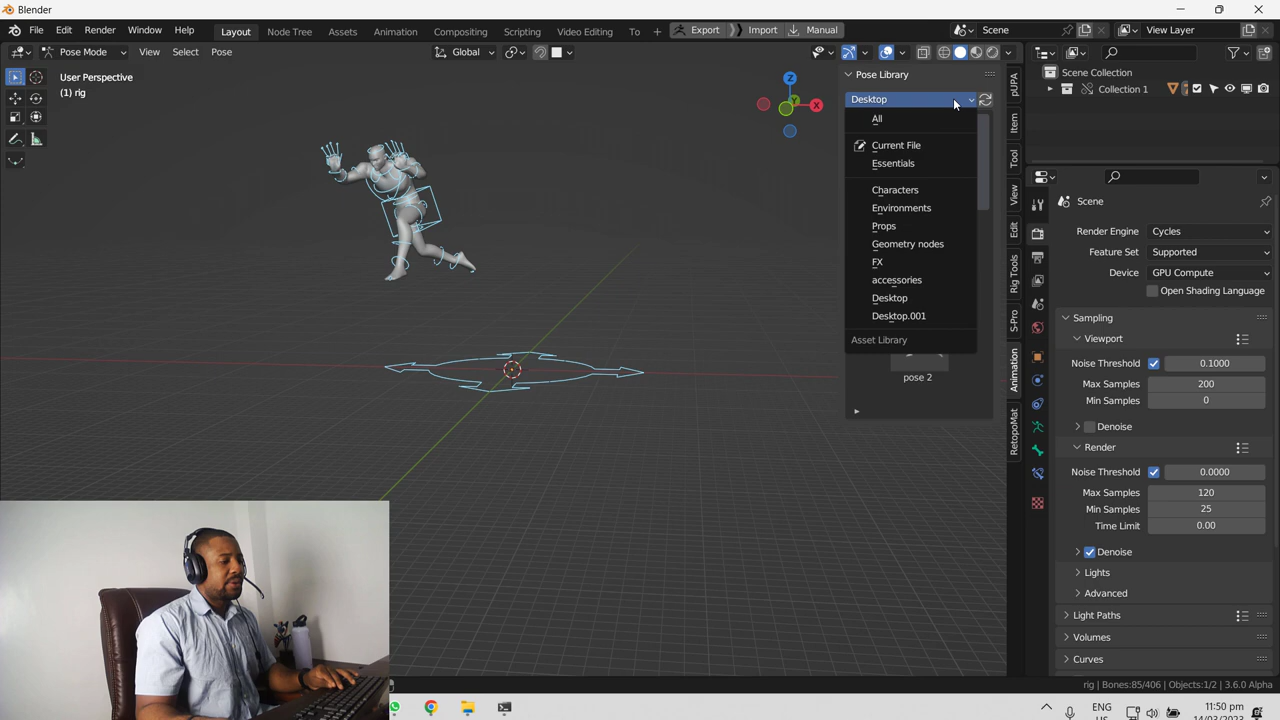 Blender
File Edit Render Window Help Layout Node Tree Assets Animation Compositing Scripting Video Editing To + Export Import Manual Scene View Layer
Pose Mode View Select Pose Global
User Perspective
(1) rig
Z
Y
X
Pose Library
Desktop
All
Current File
Essentials
Characters
Environments
Props
Geometry nodes
FX
accessories
Desktop
Desktop.001
Asset Library
pose 2
pUPA
Item
Tool
View
Edit
Rig Tools
S-Pro
Animation
RetopoMat
Scene Collection
Collection 1
Scene
Render Engine Cycles
Feature Set Supported
Device GPU Compute
Open Shading Language
Sampling
Viewport
Noise Threshold 0.1000
Max Samples 200
Min Samples 0
Denoise
Render
Noise Threshold 0.0000
Max Samples 120
Min Samples 25
Time Limit 0.00
Denoise
Lights
Advanced
Light Paths
Volumes
Curves
rig | Bones:85/406 | Objects:1/2 | 3.6.0 Alpha
ENG
US
11:50 pm
14/03/2023